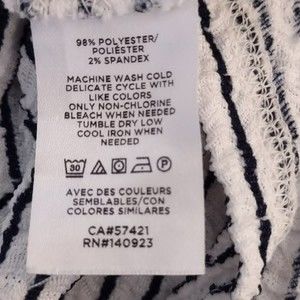 98% POLYESTER/
POLIÉSTER
2% SPANDEX
MACHINE WASH COLD
DELICATE CYCLE WITH
LIKE COLORS
ONLY NON-CHLORINE
BLEACH WHEN NEEDED
TUMBLE DRY LOW
COOL IRON WHEN
NEEDED
30
AVEC DES COULEURS
SEMBLABLES/CON
COLORES SIMILARES
CA#57421
RN#140923